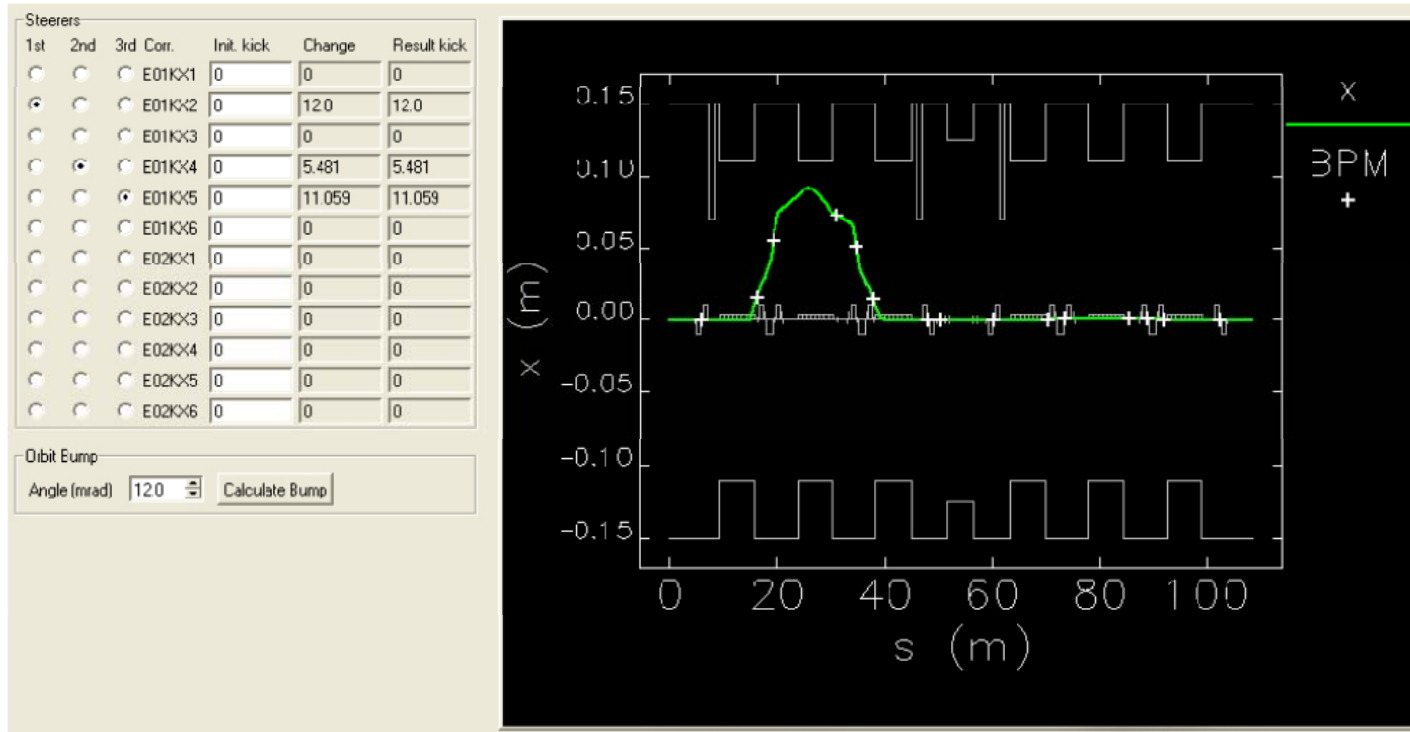 Steerers
1st 2nd 3rd Corr. Init. kick Change Result kick
E01KX1 0 0 0
E01KX2 0 12.0 12.0
E01KX3 0 0 0
E01KX4 0 5.481 5.481
E01KX5 0 11.059 11.059
E01KX6 0 0 0
E02KX1 0 0 0
E02KX2 0 0 0
E02KX3 0 0 0
E02KX4 0 0 0
E02KX5 0 0 0
E02KX6 0 0 0
Orbit Bump
Angle (mrad) 12.0 Calculate Bump
0.15
0.10
0.05
0.00
-0.05
-0.10
-0.15
x (m)
0 20 40 60 80 100
s (m)
x
BPM